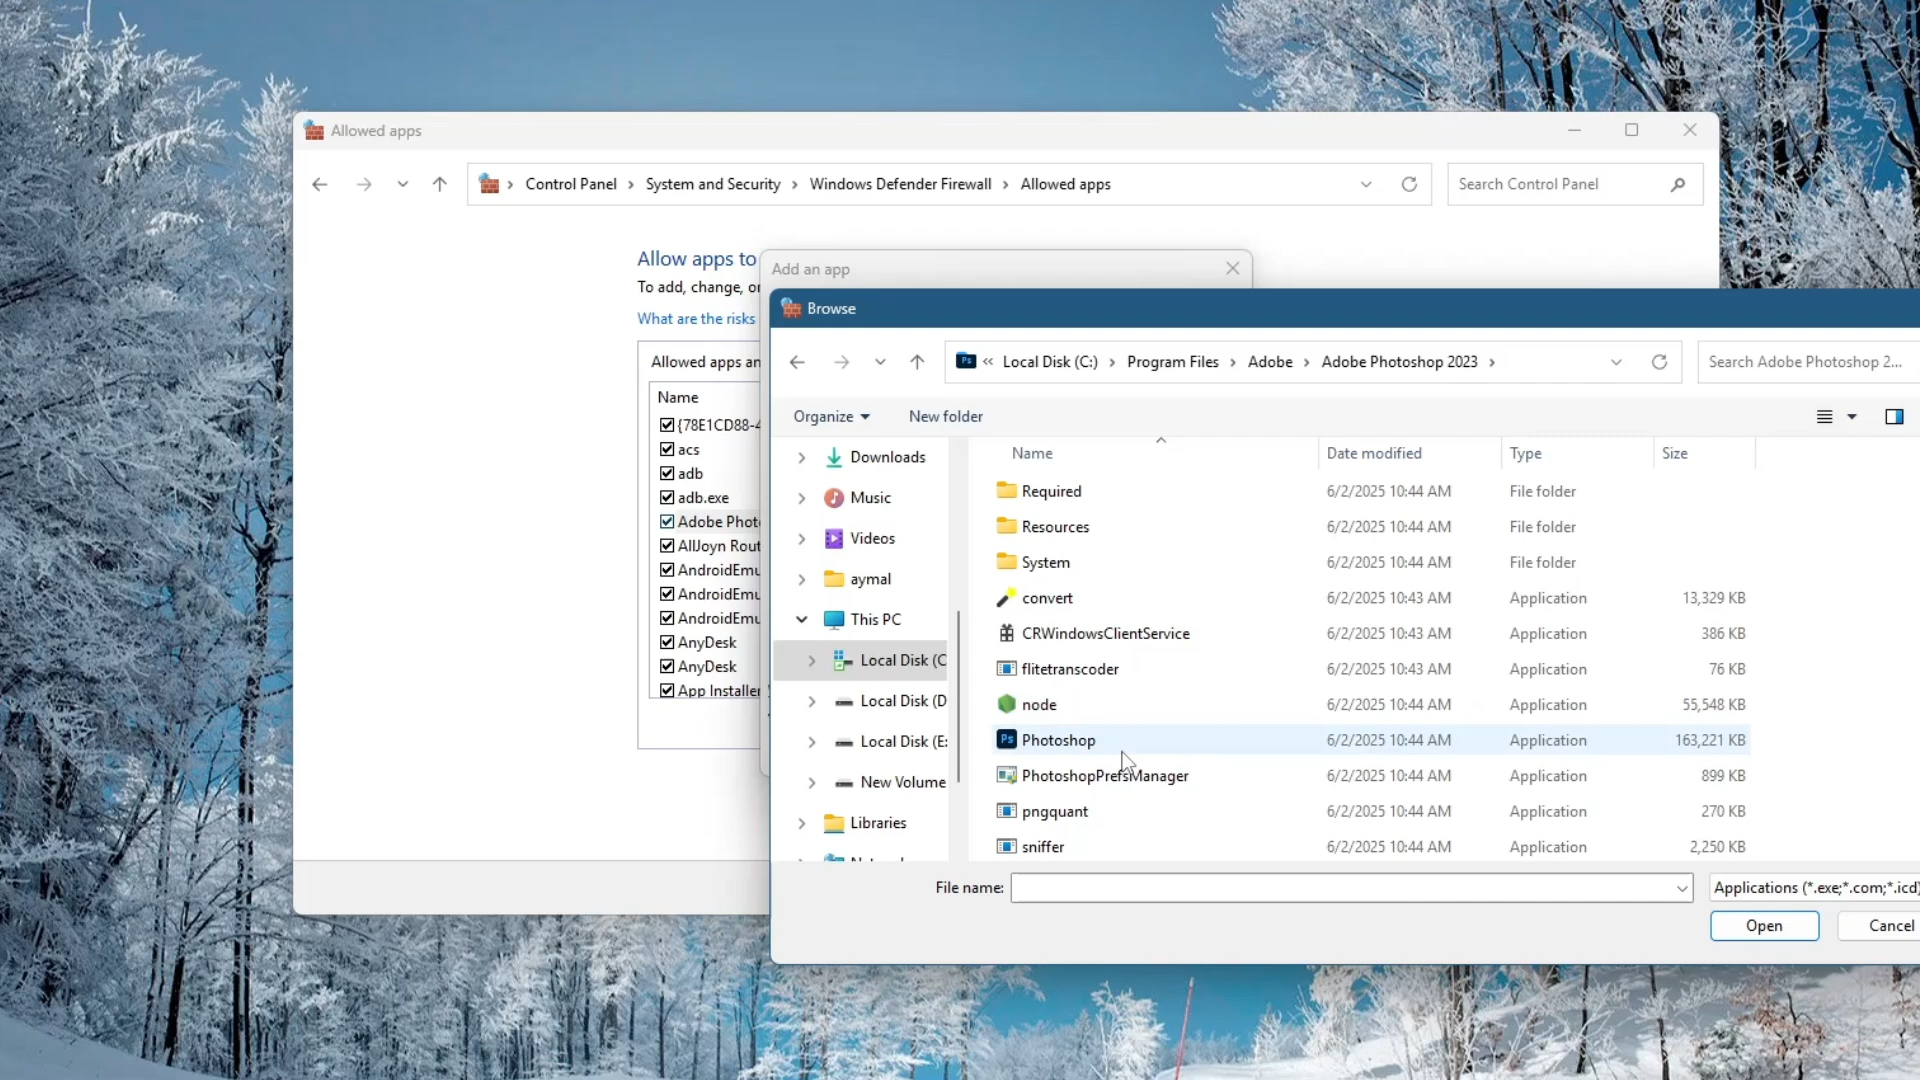 Allowed apps
Control Panel > System and Security > Windows Defender Firewall > Allowed apps
Search Control Panel
Allow apps to
To add, change, or
What are the risks
Allowed apps an
Name
{78E1CD88-4
acs
adb
adb.exe
Adobe Phot
AllJoyn Rout
AndroidEmu
AndroidEmu
AndroidEmu
AnyDesk
AnyDesk
App Installer
Add an app
Browse
« Local Disk (C:) > Program Files > Adobe > Adobe Photoshop 2023 >
Search Adobe Photoshop 2...
Organize
New folder
Downloads
Music
Videos
aymal
This PC
Local Disk (C
Local Disk (D
Local Disk (E:
New Volume
Libraries
Name Date modified Type Size
Required 6/2/2025 10:44 AM File folder
Resources 6/2/2025 10:44 AM File folder
System 6/2/2025 10:44 AM File folder
convert 6/2/2025 10:43 AM Application 13,329 KB
CRWindowsClientService 6/2/2025 10:43 AM Application 386 KB
flitetranscoder 6/2/2025 10:43 AM Application 76 KB
node 6/2/2025 10:44 AM Application 55,548 KB
Ps Photoshop 6/2/2025 10:44 AM Application 163,221 KB
PhotoshopPrefsManager 6/2/2025 10:44 AM Application 899 KB
pngquant 6/2/2025 10:44 AM Application 270 KB
sniffer 6/2/2025 10:44 AM Application 2,250 KB
File name:
Applications (*.exe;*.com;*.icd)
Open
Cancel